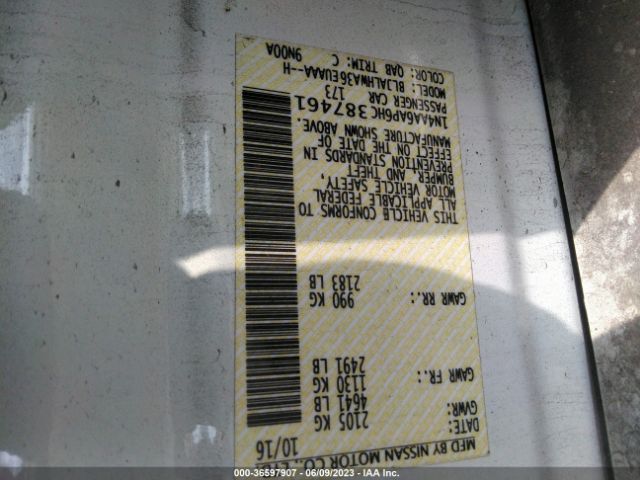 MFD BY NISSAN MOTOR CO., LTD.
DATE: 10/16
GVWR: 2105 KG
4641 LB
GAWR FR.: 1130 KG
2491 LB
GAWR RR.: 990 KG
2183 LB
THIS VEHICLE CONFORMS TO
ALL APPLICABLE FEDERAL
MOTOR VEHICLE SAFETY,
BUMPER AND THEFT
PREVENTION STANDARDS IN
EFFECT ON THE DATE OF
MANUFACTURE SHOWN ABOVE.
1N4AA6AP6HC387461
PASSENGER CAR 173
MODEL: BLJALHWA36EUAAA--H
COLOR: QAB TRIM: C 9N00A
000-36597907 - 06/09/2023 - IAA Inc.